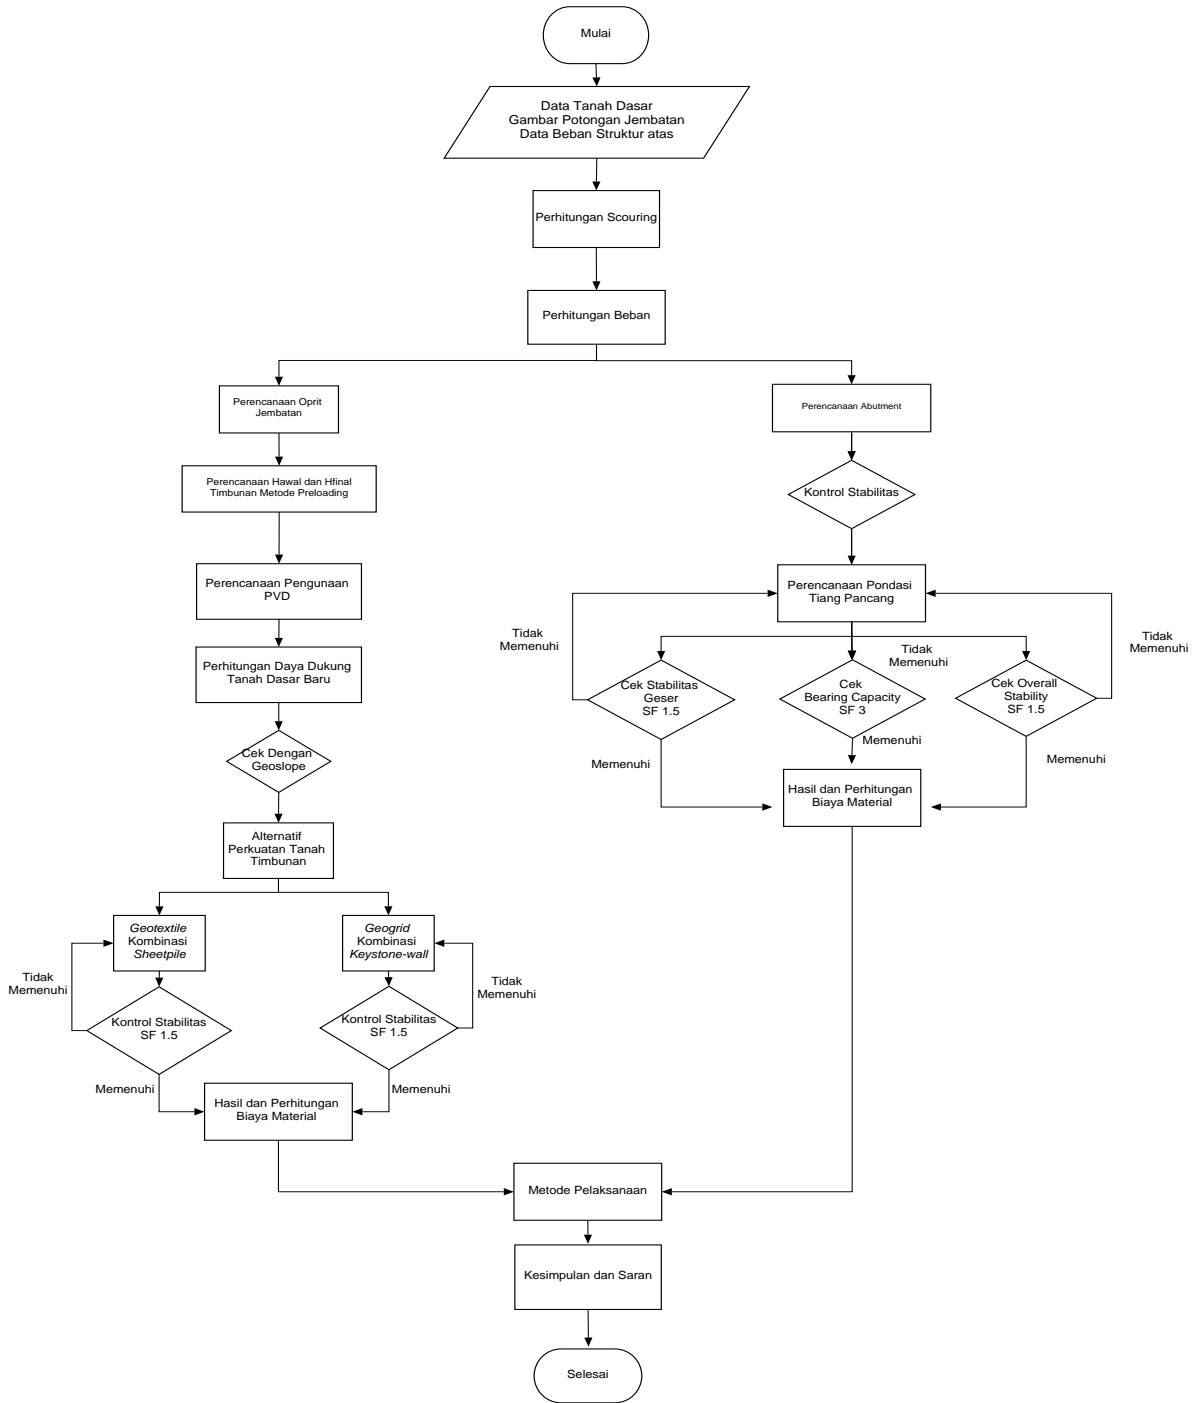 Mulai
Data Tanah Dasar
Gambar Potongan Jembatan
Data Beban Struktur atas
Perhitungan Scouring
Perhitungan Beban
Perencanaan Oprit
Jembatan
Perencanaan Hawal dan Hfinal
Timbunan Metode Preloading
Perencanaan Pengunaan
PVD
Perhitungan Daya Dukung
Tanah Dasar Baru
Cek Dengan
Geoslope
Alternatif
Perkuatan Tanah
Timbunan
Geotextile
Kombinasi
Sheetpile
Geogrid
Kombinasi
Keystone-wall
Tidak
Memenuhi
Tidak
Memenuhi
Kontrol Stabilitas
SF 1.5
Kontrol Stabilitas
SF 1.5
Memenuhi
Memenuhi
Hasil dan Perhitungan
Biaya Material
Perencanaan Abutment
Kontrol Stabilitas
Perencanaan Pondasi
Tiang Pancang
Tidak
Memenuhi
Tidak
Memenuhi
Tidak
Memenuhi
Cek Stabilitas
Geser
SF 1.5
Cek
Bearing Capacity
SF 3
Cek Overall
Stability
SF 1.5
Memenuhi
Memenuhi
Memenuhi
Hasil dan Perhitungan
Biaya Material
Metode Pelaksanaan
Kesimpulan dan Saran
Selesai